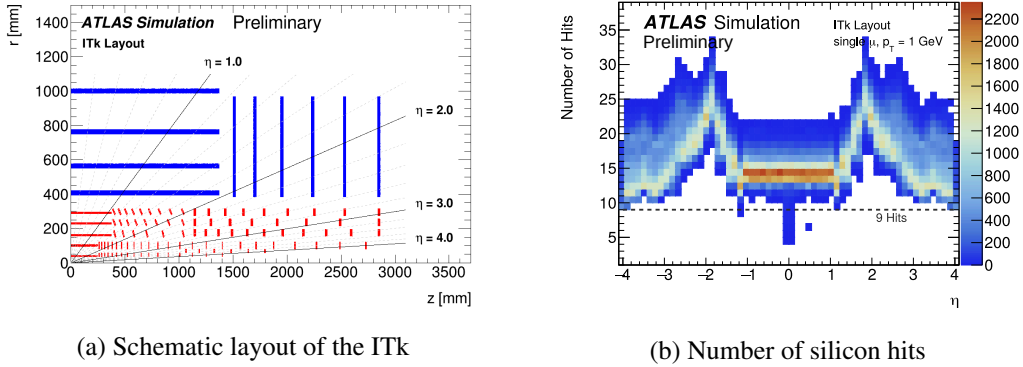 r [mm]
1400
1200
1000
800
600
400
200
0
ATLAS Simulation Preliminary
ITk Layout
η = 1.0
η = 2.0
η = 3.0
η = 4.0
0 500 1000 1500 2000 2500 3000 3500
z [mm]
(a) Schematic layout of the ITk
Number of Hits
35
30
25
20
15
10
5
ATLAS Simulation
Preliminary
ITk Layout
single μ, pT = 1 GeV
9 Hits
−4 −3 −2 −1 0 1 2 3 4
η
2200
2000
1800
1600
1400
1200
1000
800
600
400
200
0
(b) Number of silicon hits